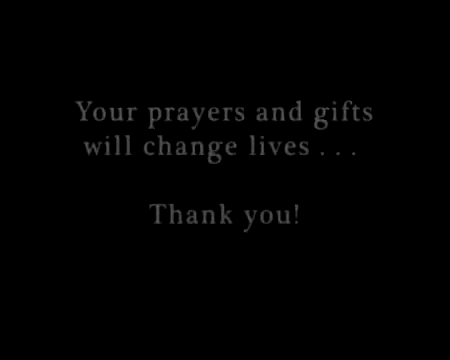 Your prayers and gifts
will change lives . . .
Thank you!